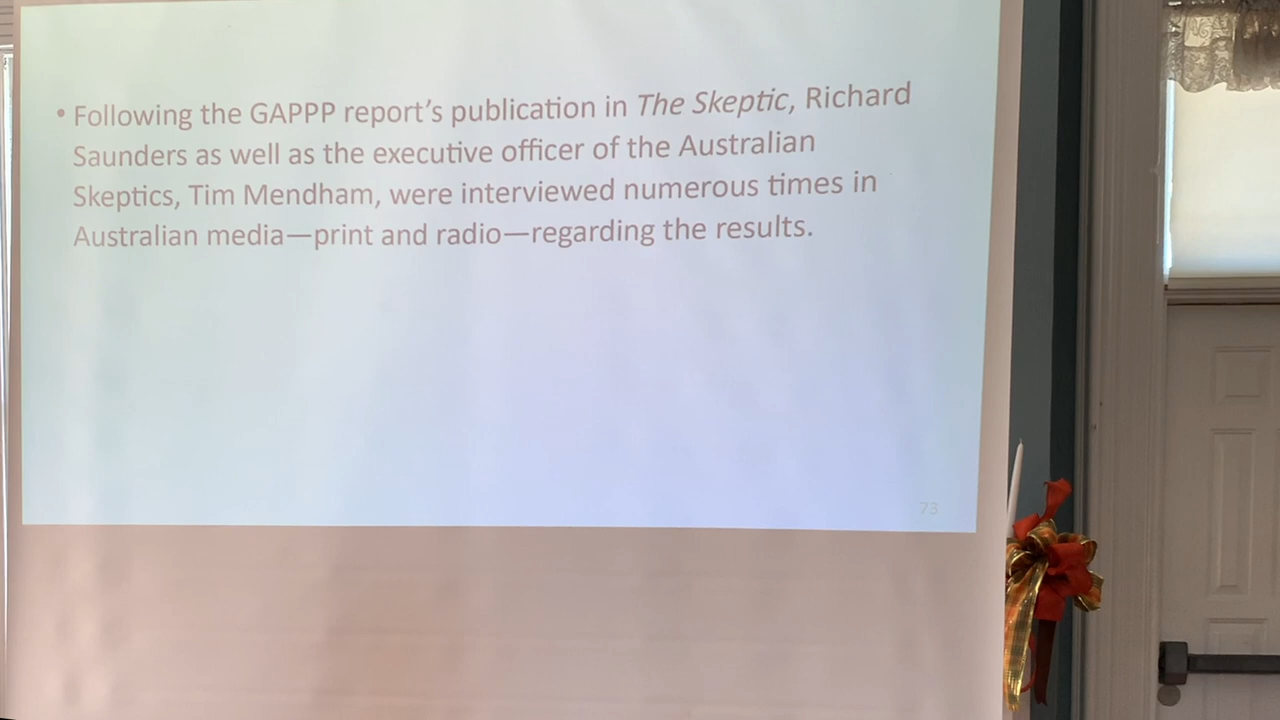 • Following the GAPPP report’s publication in The Skeptic, Richard
Saunders as well as the executive officer of the Australian
Skeptics, Tim Mendham, were interviewed numerous times in
Australian media—print and radio—regarding the results.
73